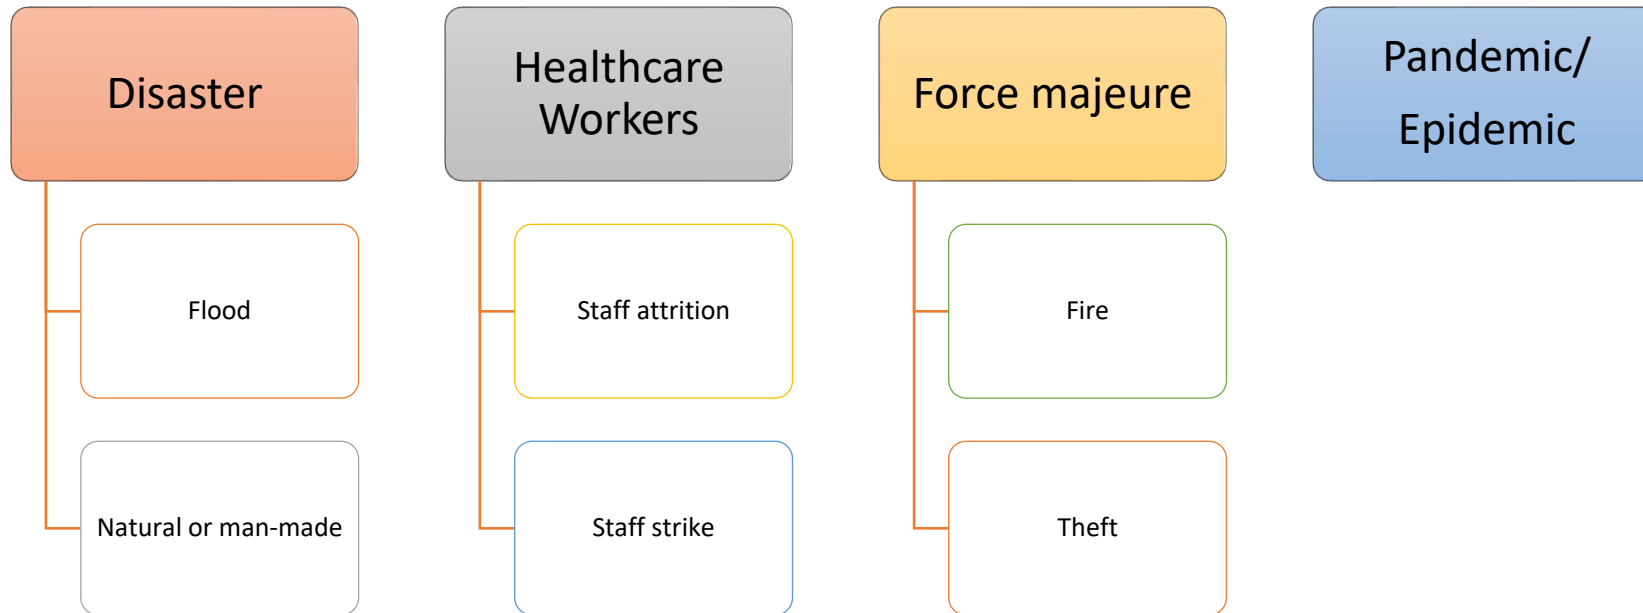 Disaster
Healthcare
Workers
Force majeure
Pandemic/
Epidemic
Flood
Staff attrition
Fire
Natural or man-made
Staff strike
Theft